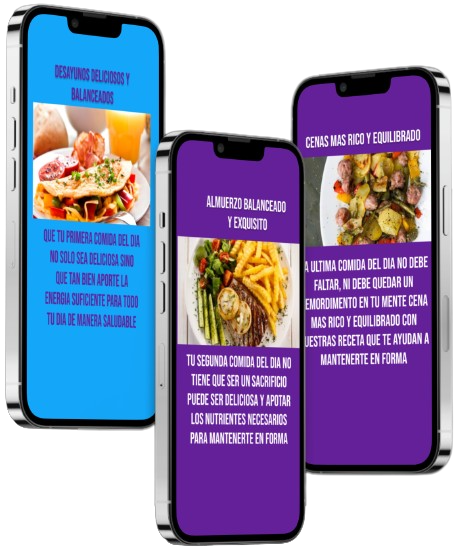 DESAYUNOS DELICIOSOS Y
BALANCEADOS
QUE TU PRIMERA COMIDA DEL DIA
NO SOLO SEA DELICIOSA SINO
QUE TAN BIEN APORTE LA
ENERGIA SUFICIENTE PARA TODO
TU DIA DE MANERA SALUDABLE
ALMUERZO BALANCEADO
Y EXQUISITO
TU SEGUNDA COMIDA DEL DIA NO
TIENE QUE SER UN SACRIFICIO
PUEDE SER DELICIOSA Y APOTAR
LOS NUTRIENTES NECESARIOS
PARA MANTENERTE EN FORMA
CENAS MAS RICO Y EQUILIBRADO
A ULTIMA COMIDA DEL DIA NO DEBE
FALTAR, NI DEBE QUEDAR UN
EMORDIMENTO EN TU MENTE CENA
MAS RICO Y EQUILIBRADO CON
UESTRAS RECETA QUE TE AYUDAN A
MANTENERTE EN FORMA